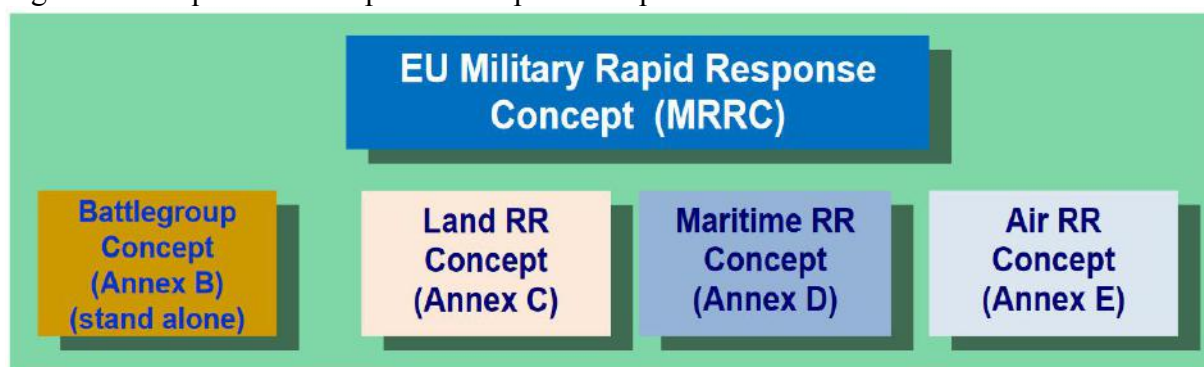 EU Military Rapid Response
Concept (MRRC)
Battlegroup
Concept
(Annex B)
(stand alone)
Land RR
Concept
(Annex C)
Maritime RR
Concept
(Annex D)
Air RR
Concept
(Annex E)